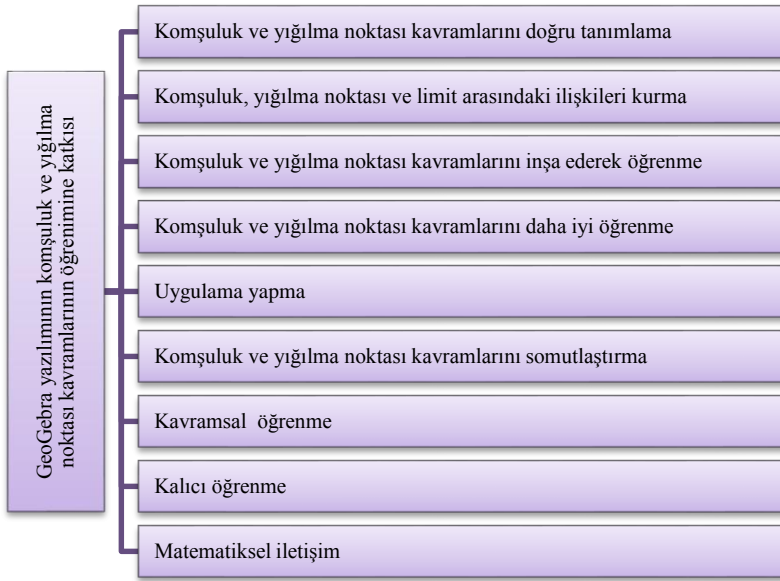 GeoGebra yazılımının komşuluk ve yığılma
noktası kavramlarının öğrenimine katkısı
Komşuluk ve yığılma noktası kavramlarını doğru tanımlama
Komşuluk, yığılma noktası ve limit arasındaki ilişkileri kurma
Komşuluk ve yığılma noktası kavramlarını inşa ederek öğrenme
Komşuluk ve yığılma noktası kavramlarını daha iyi öğrenme
Uygulama yapma
Komşuluk ve yığılma noktası kavramlarını somutlaştırma
Kavramsal öğrenme
Kalıcı öğrenme
Matematiksel iletişim